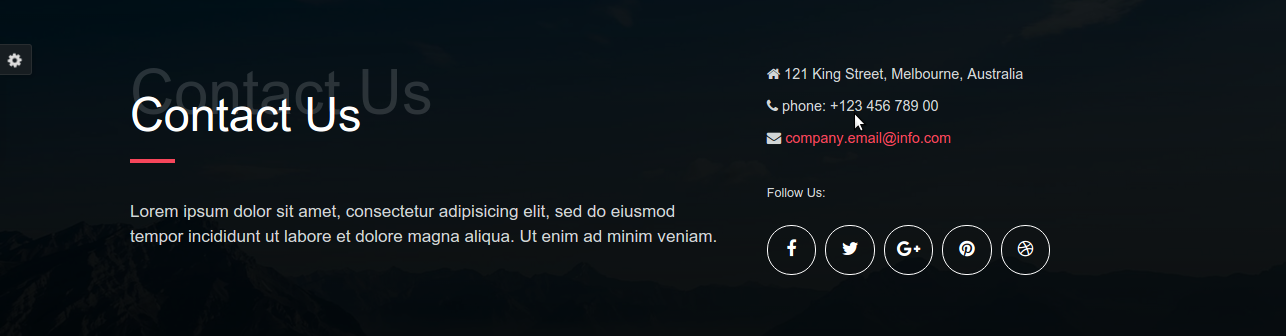 Contact Us
Contact Us
Lorem ipsum dolor sit amet, consectetur adipisicing elit, sed do eiusmod
tempor incididunt ut labore et dolore magna aliqua. Ut enim ad minim veniam.
121 King Street, Melbourne, Australia
phone: +123 456 789 00
company.email@info.com
Follow Us: